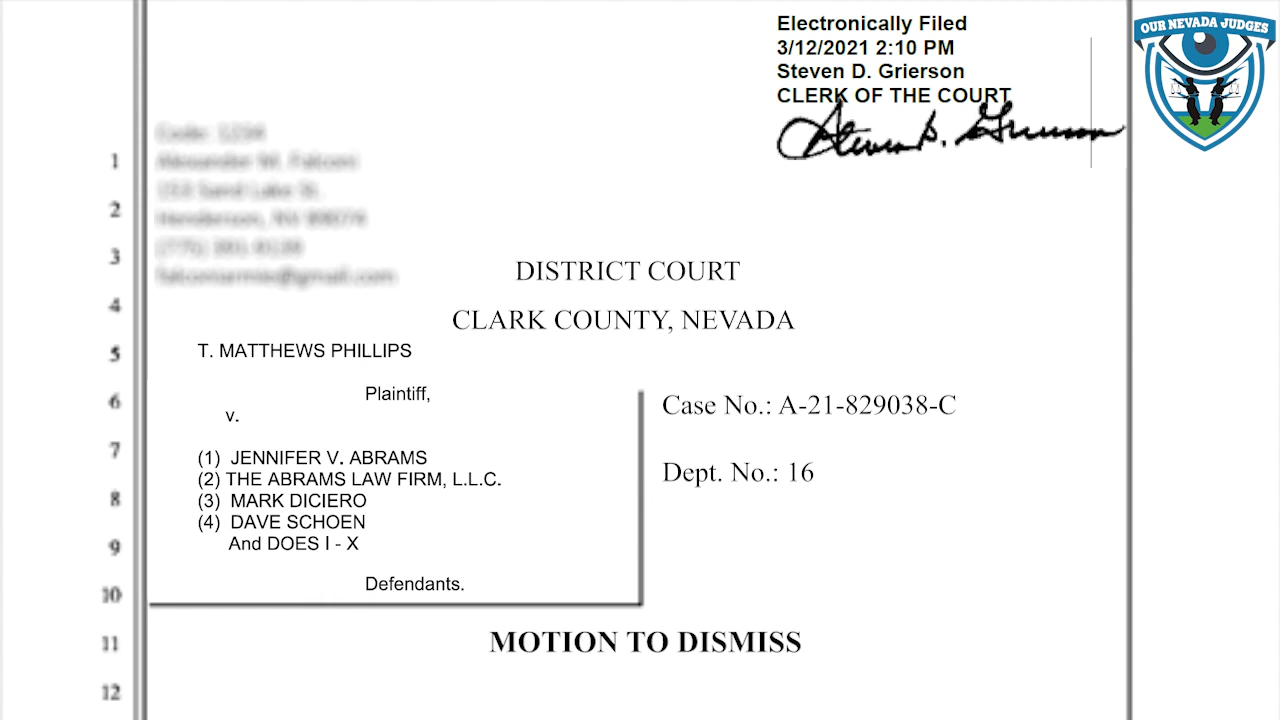 Electronically Filed
3/12/2021 2:10 PM
Steven D. Grierson
CLERK OF THE COURT
OUR NEVADA JUDGES
DISTRICT COURT
CLARK COUNTY, NEVADA
T. MATTHEWS PHILLIPS
Plaintiff,
v.
(1) JENNIFER V. ABRAMS
(2) THE ABRAMS LAW FIRM, L.L.C.
(3) MARK DICIERO
(4) DAVE SCHOEN
And DOES I - X
Defendants.
Case No.: A-21-829038-C
Dept. No.: 16
MOTION TO DISMISS
1
2
3
4
5
6
7
8
9
10
11
12